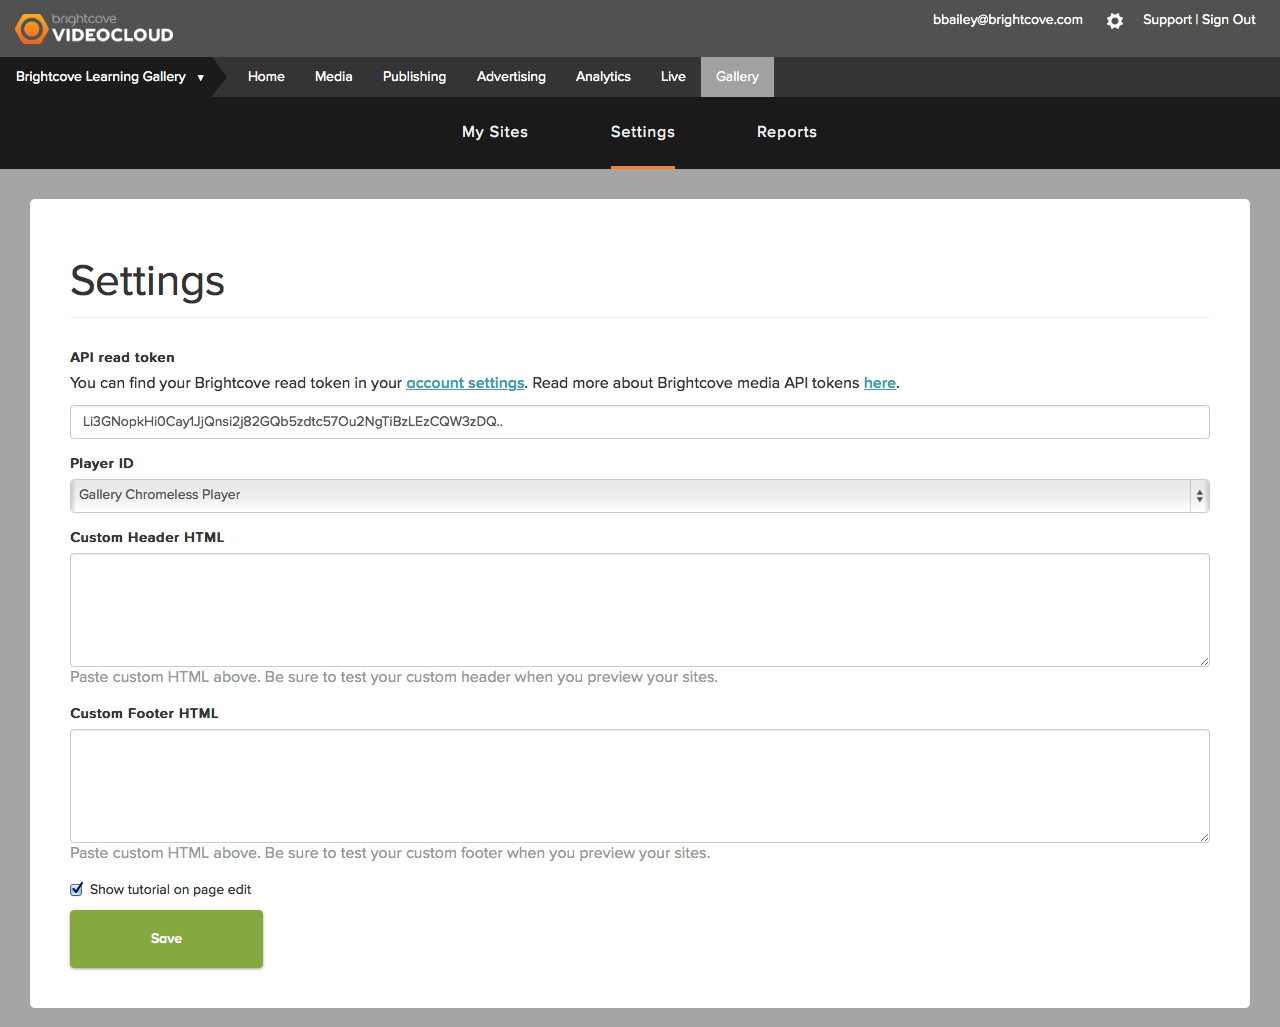 brightcove
VIDEOCLOUD
bbailey@brightcove.com
Support | Sign Out
Brightcove Learning Gallery ▼
Home Media Publishing Advertising Analytics Live Gallery
My Sites Settings Reports
Settings
API read token
You can find your Brightcove read token in your account settings. Read more about Brightcove media API tokens here.
Li3GNopkHi0Cay1JjQnsi2j82GQb5zdtc57Ou2NgTiBzLEzCQW3zDQ..
Player ID
Gallery Chromeless Player
Custom Header HTML
Paste custom HTML above. Be sure to test your custom header when you preview your sites.
Custom Footer HTML
Paste custom HTML above. Be sure to test your custom footer when you preview your sites.
Show tutorial on page edit
Save